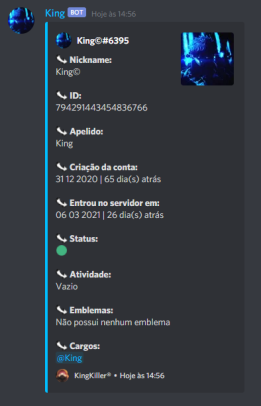 King BOT Hoje às 14:56
King©#6395
Nickname:
King©
ID:
794291443454836766
Apelido:
King
Criação da conta:
31 12 2020 | 65 dia(s) atrás
Entrou no servidor em:
06 03 2021 | 26 dia(s) atrás
Status:
Atividade:
Vazio
Emblemas:
Não possui nenhum emblema
Cargos:
@King
KingKiller® • Hoje às 14:56